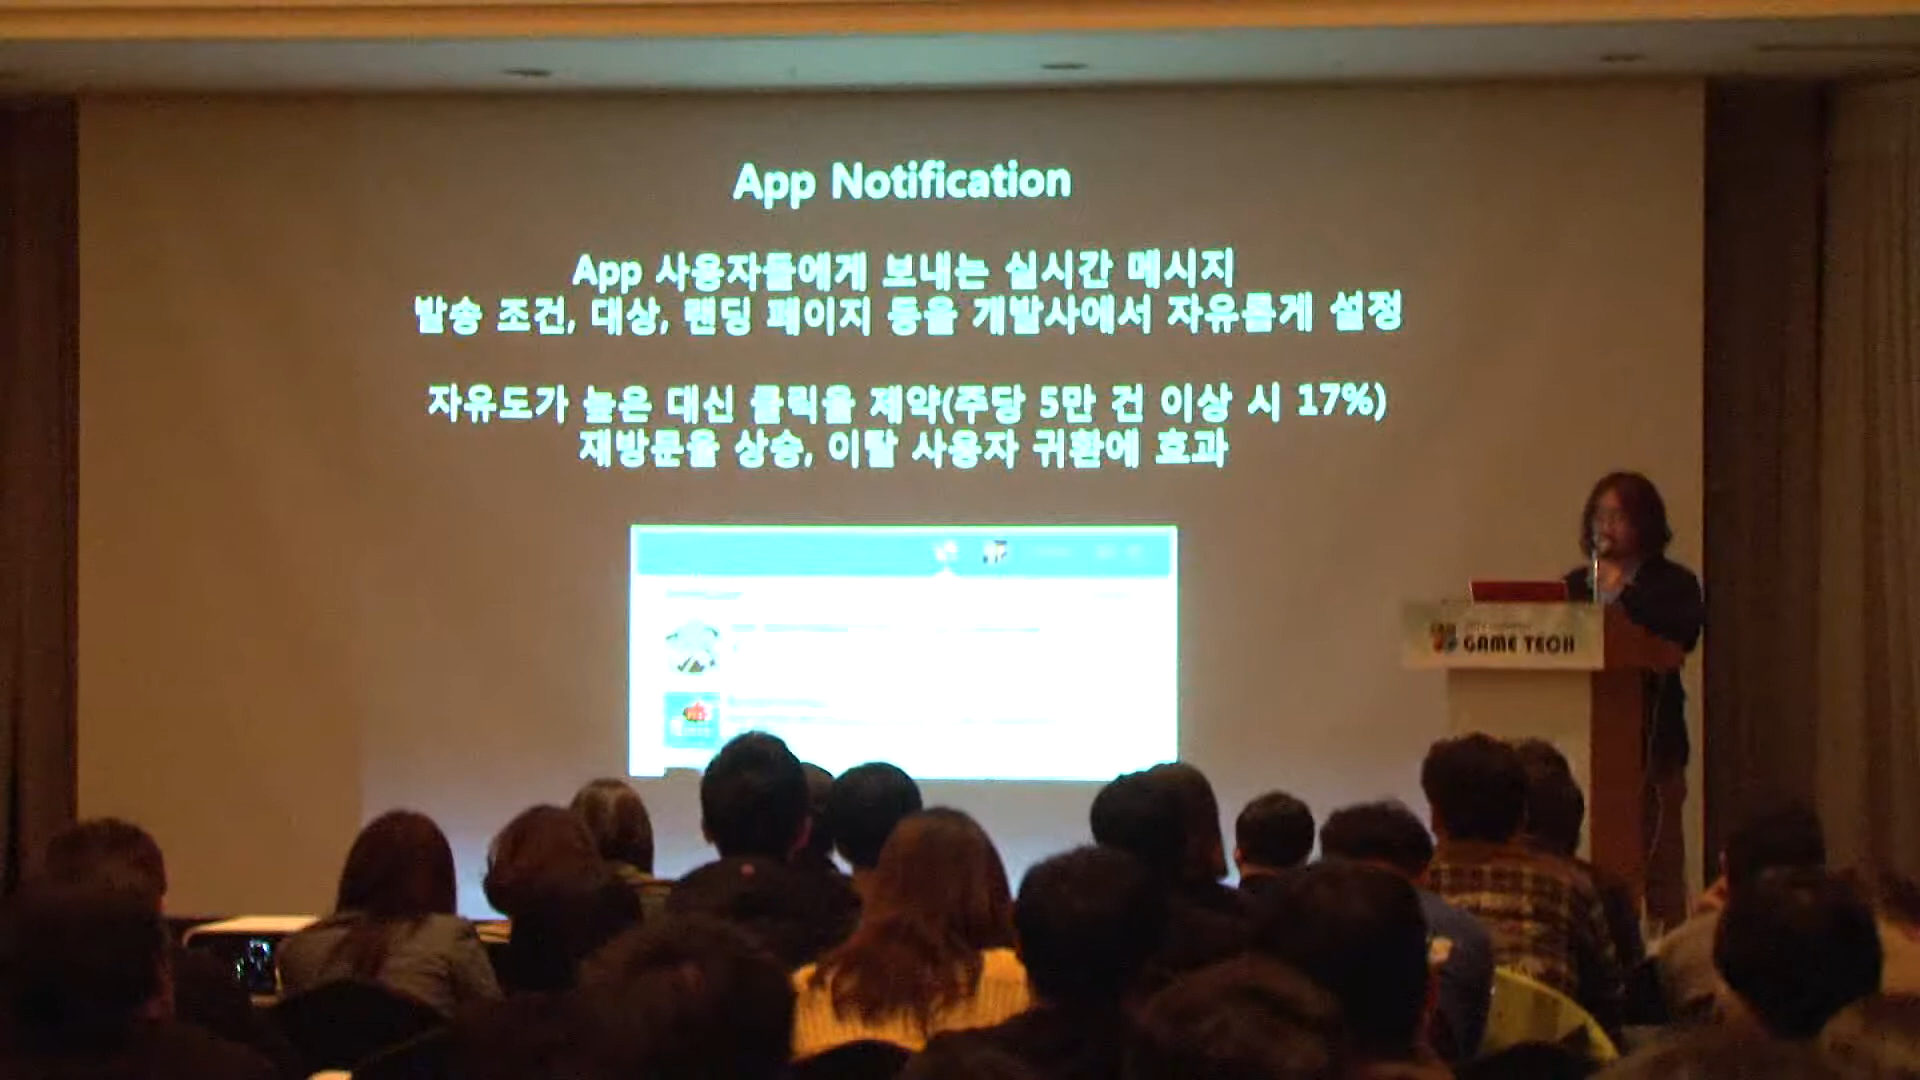 App Notification
App 사용자들에게 보내는 실시간 메시지
발송 조건, 대상, 랜딩 페이지 등을 개발사에서 자유롭게 설정
자유도가 높은 대신 클릭율 제약(주당 5만 건 이상 시 17%)
재방문율 상승, 이탈 사용자 귀환에 효과
GAME TECH